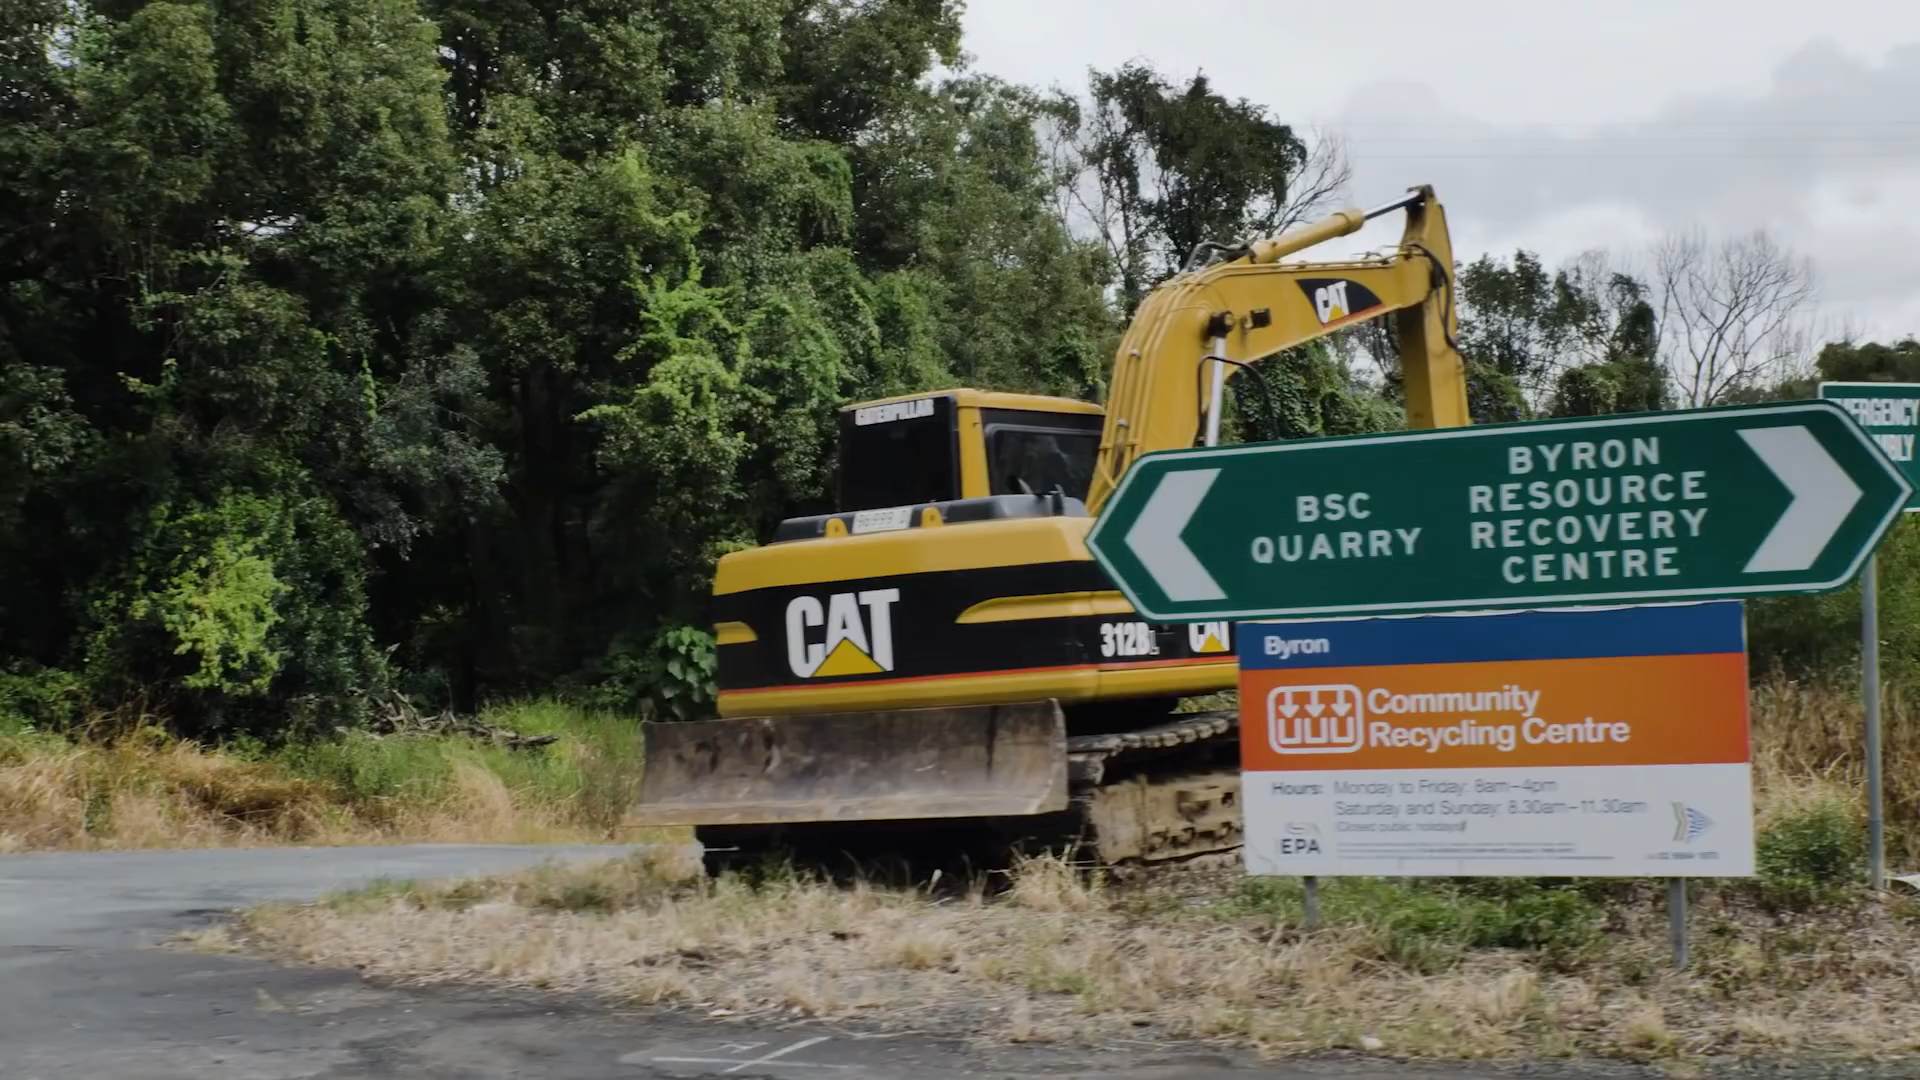 CAT
CATERPILLAR
CAT
312BL
CAT
BSC
QUARRY
BYRON
RESOURCE
RECOVERY
CENTRE
Byron
Community
Recycling Centre
Hours: Monday to Friday: 8am–4pm
Saturday and Sunday: 8.30am–11.30am
(Closed public holidays)
EPA